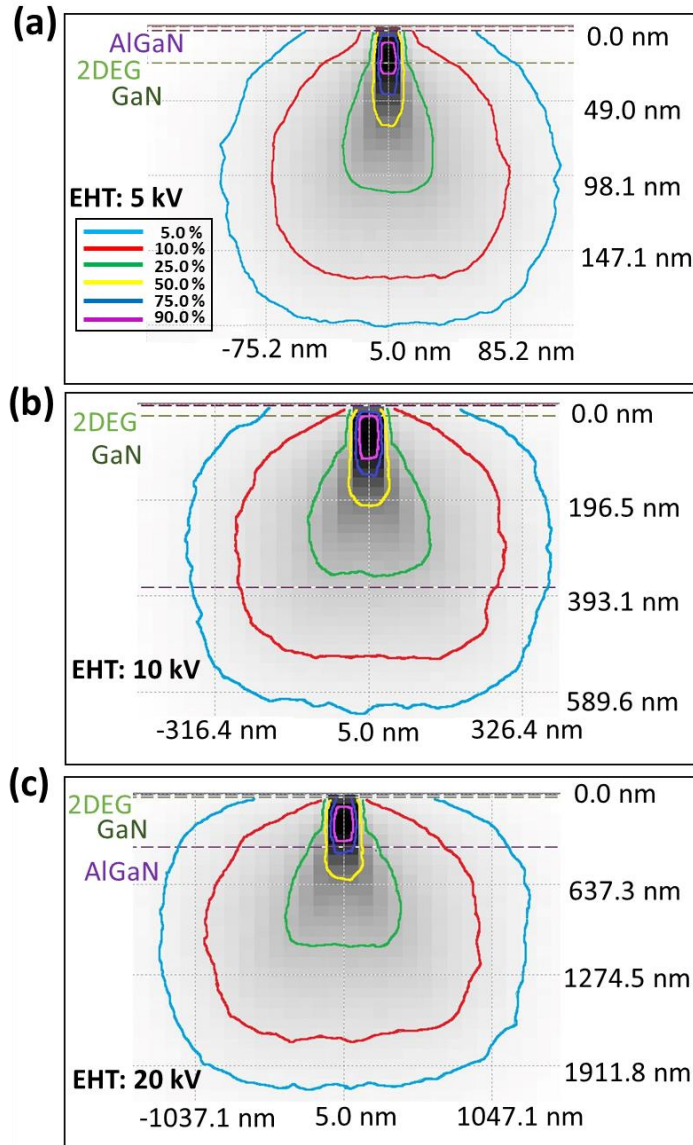 (a)
AlGaN
2DEG
GaN
0.0 nm
49.0 nm
98.1 nm
147.1 nm
EHT: 5 kV
5.0 %
10.0%
25.0 %
50.0 %
75.0 %
90.0%
-75.2 nm 5.0 nm 85.2 nm
(b)
2DEG
GaN
0.0 nm
196.5 nm
393.1 nm
589.6 nm
EHT: 10 kV
-316.4 nm 5.0 nm 326.4 nm
(c)
2DEG
GaN
AlGaN
0.0 nm
637.3 nm
1274.5 nm
1911.8 nm
EHT: 20 kV
-1037.1 nm 5.0 nm 1047.1 nm